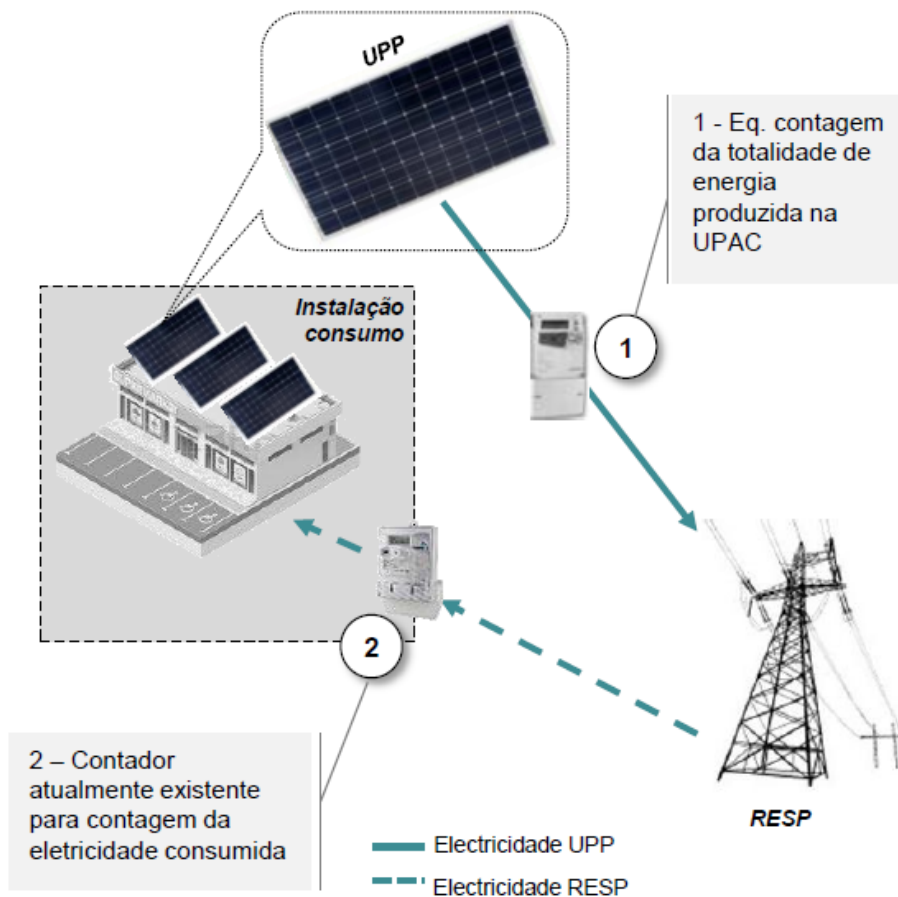 UPP
1 - Eq. contagem
da totalidade de
energia
produzida na
UPAC
Instalação
consumo
1
2
2 – Contador
atualmente existente
para contagem da
eletricidade consumida
RESP
Electricidade UPP
Electricidade RESP